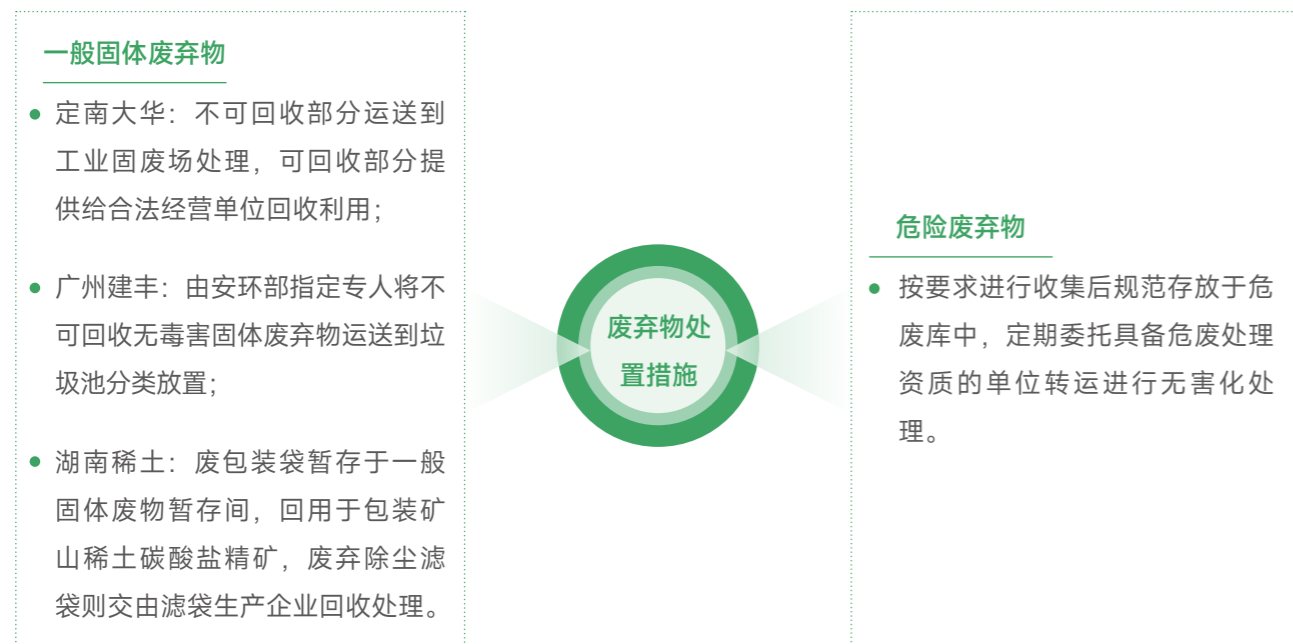 一般固体废弃物
定南大华：不可回收部分运送到
工业固废场处理，可回收部分提
供给合法经营单位回收利用；
广州建丰：由安环部指定专人将不
可回收无毒害固体废弃物运送到垃
圾池分类放置；
湖南稀土：废包装袋暂存于一般
固体废物暂存间，回用于包装矿
山稀土碳酸盐精矿，废弃除尘滤
袋则交由滤袋生产企业回收处理。
废弃物处
置措施
危险废弃物
按要求进行收集后规范存放于危
废库中，定期委托具备危废处理
资质的单位转运进行无害化处
理。